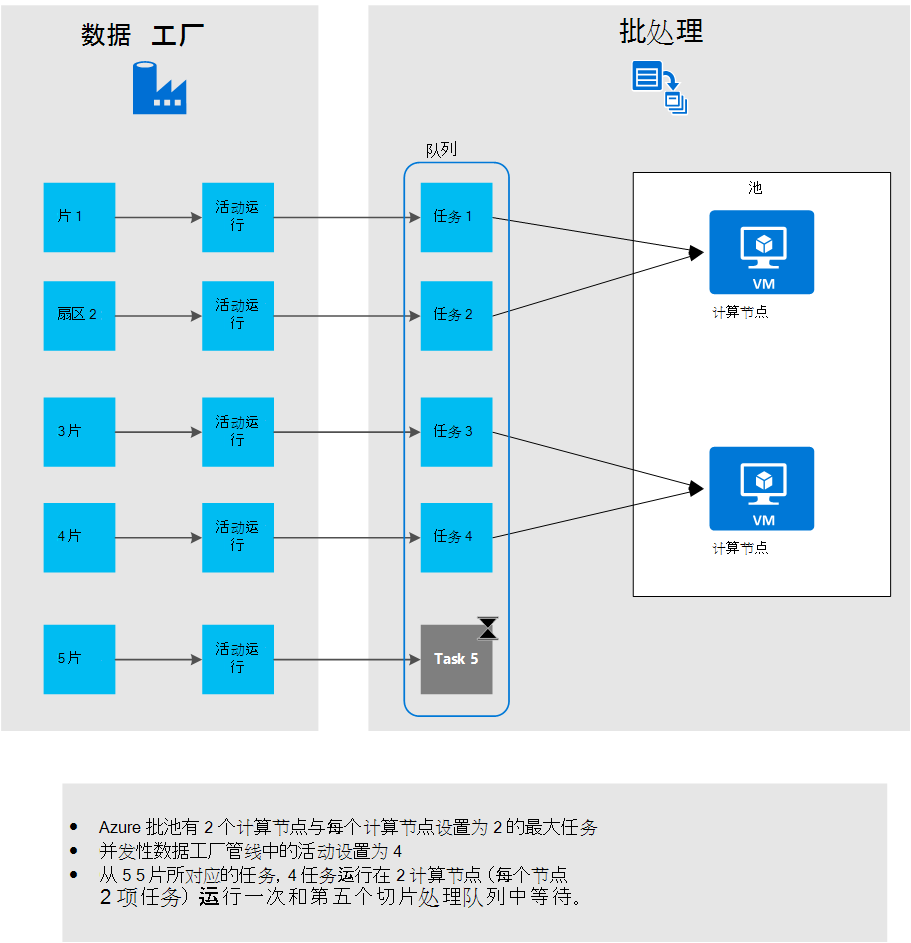 数据 工厂
批处理
队列
池
片 1
活动运
行
任务 1
VM
计算节点
扇区 2
活动运
行
任务 2
3 片
活动运
行
任务 3
4 片
活动运
行
任务 4
VM
计算节点
5 片
活动运
行
Task 5
• Azure 批池有 2 个计算节点与每个计算节点设置为 2 的最大任务
• 并发性数据工厂管线中的活动设置为 4
• 从 5 5 片所对应的任务, 4 任务运行在 2 计算节点 (每个节点
2 项任务) 运行一次和第五个切片处理队列中等待。